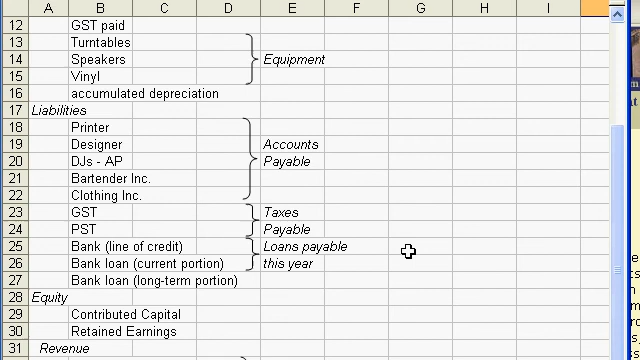 A B C D E F G H I
12 GST paid
13 Turntables
14 Speakers Equipment
15 Vinyl
16 accumulated depreciation
17 Liabilities
18 Printer
19 Designer Accounts
20 DJs - AP Payable
21 Bartender Inc.
22 Clothing Inc.
23 GST Taxes
24 PST Payable
25 Bank (line of credit) Loans payable
26 Bank loan (current portion) this year
27 Bank loan (long-term portion)
28 Equity
29 Contributed Capital
30 Retained Earnings
31 Revenue